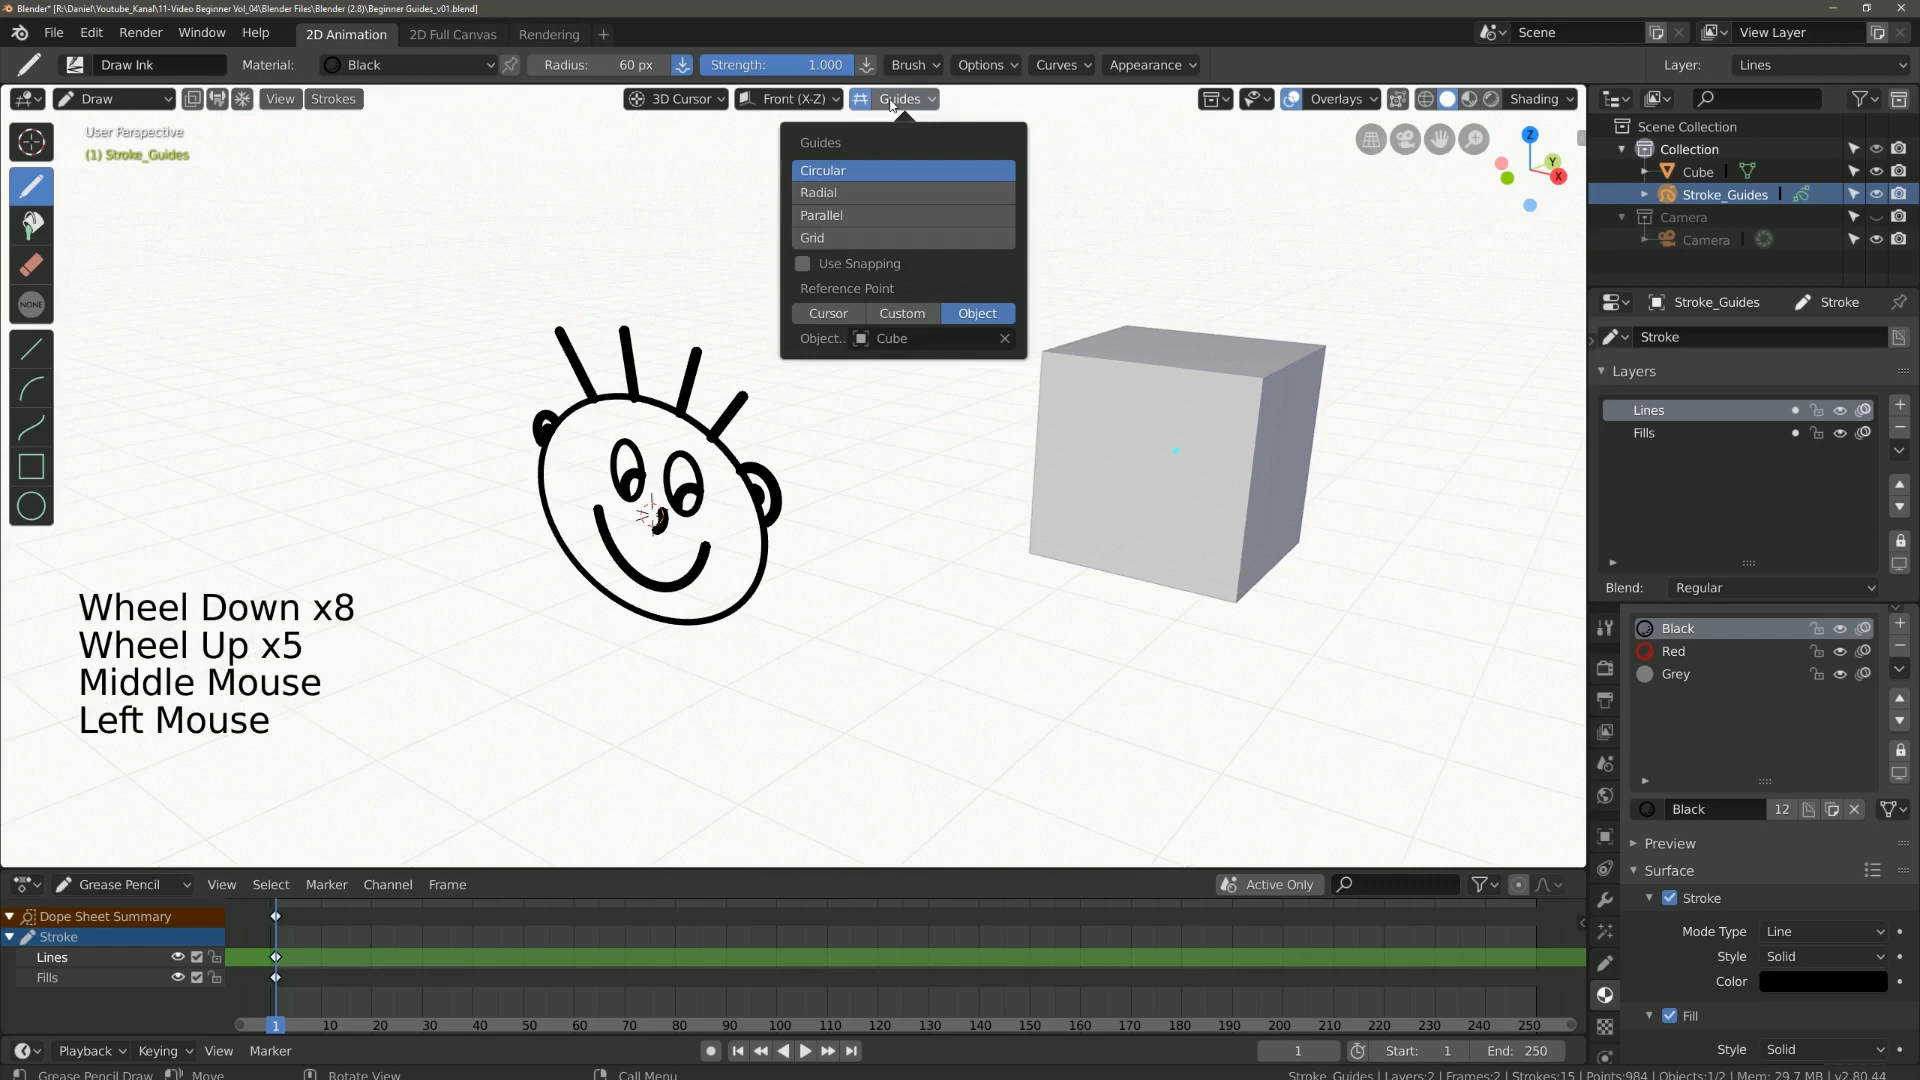 Blender* [R:\Daniel\Youtube_Kanal\11-Video Beginner Vol_04\Blender Files\Blender (2.8)\Beginner Guides_v01.blend]
File Edit Render Window Help 2D Animation 2D Full Canvas Rendering + Scene View Layer
Draw Ink Material: Black Radius: 60 px Strength: 1.000 Brush Options Curves Appearance Layer: Lines
Draw View Strokes 3D Cursor Front (X-Z) Guides Overlays Shading
User Perspective
(1) Stroke_Guides
Guides
Circular
Radial
Parallel
Grid
Use Snapping
Reference Point
Cursor Custom Object
Object.. Cube
NONE
Z
Y
X
Wheel Down x8
Wheel Up x5
Middle Mouse
Left Mouse
Scene Collection
Collection
Cube
Stroke_Guides
Camera
Camera
Stroke_Guides Stroke
Stroke
Layers
Lines
Fills
Blend: Regular
Black
Red
Grey
Black 12
Preview
Surface
Stroke
Mode Type Line
Style Solid
Color
Fill
Style Solid
Grease Pencil View Select Marker Channel Frame Active Only
Dope Sheet Summary
Stroke
Lines
Fills
1 10 20 30 40 50 60 70 80 90 100 110 120 130 140 150 160 170 180 190 200 210 220 230 240 250
Playback Keying View Marker 1 Start: 1 End: 250
Grease Pencil Draw Move Rotate View Call Menu Stroke_Guides | Layers:2 | Frames:2 | Strokes:15 | Points:984 | Objects:1/2 | Mem: 29.7 MB | v2.80.44